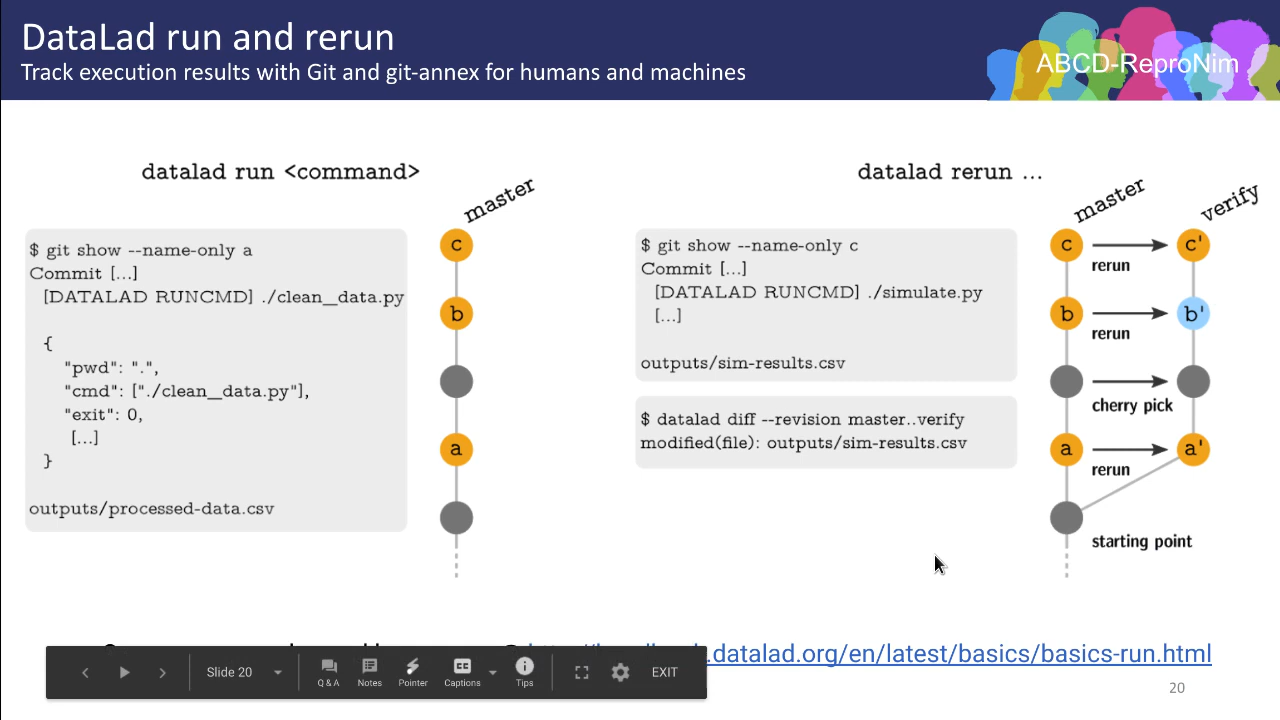 DataLad run and rerun
Track execution results with Git and git-annex for humans and machines
ABCD-ReproNim
datalad run <command>
master
$ git show --name-only a
Commit [...]
[DATALAD RUNCMD] ./clean_data.py
{
"pwd": ".",
"cmd": ["./clean_data.py"],
"exit": 0,
[...]
}
outputs/processed-data.csv
c
b
a
datalad rerun ...
master
verify
$ git show --name-only c
Commit [...]
[DATALAD RUNCMD] ./simulate.py
[...]
outputs/sim-results.csv
$ datalad diff --revision master..verify
modified(file): outputs/sim-results.csv
c
c'
rerun
b
b'
rerun
cherry pick
a
a'
rerun
starting point
.datalad.org/en/latest/basics/basics-run.html
Slide 20
Q & A
Notes
Pointer
Captions
Tips
EXIT
20